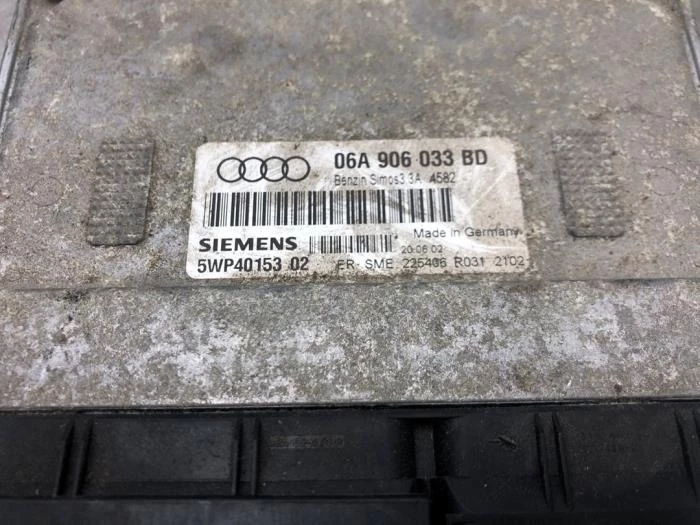 06A 906 033 BD
Benzin Simos3.3A 4582
Made in Germany
SIEMENS
20.06.02
5WP40153 02 ER- SME 225406 R031 2102